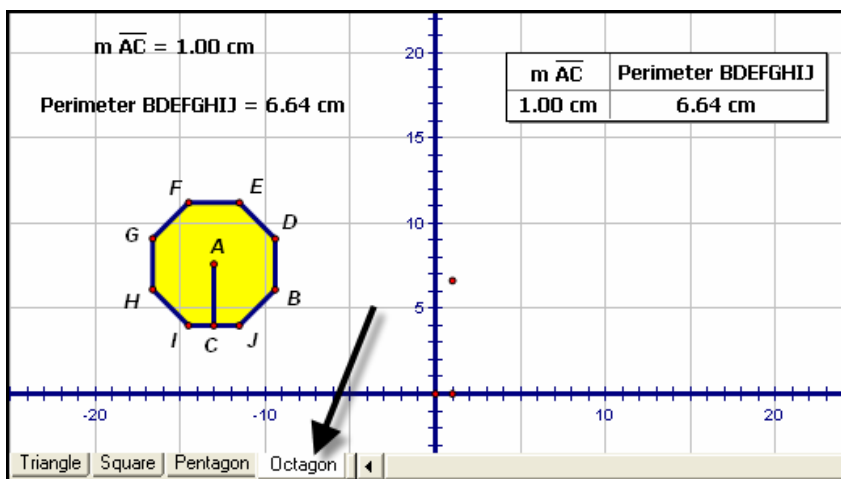 m AC = 1.00 cm
Perimeter BDEFGHIJ = 6.64 cm
m AC Perimeter BDEFGHIJ
1.00 cm 6.64 cm
20
15
10
5
-20 -10 10 20
F E
G D
A
H B
I C J
Triangle Square Pentagon Octagon